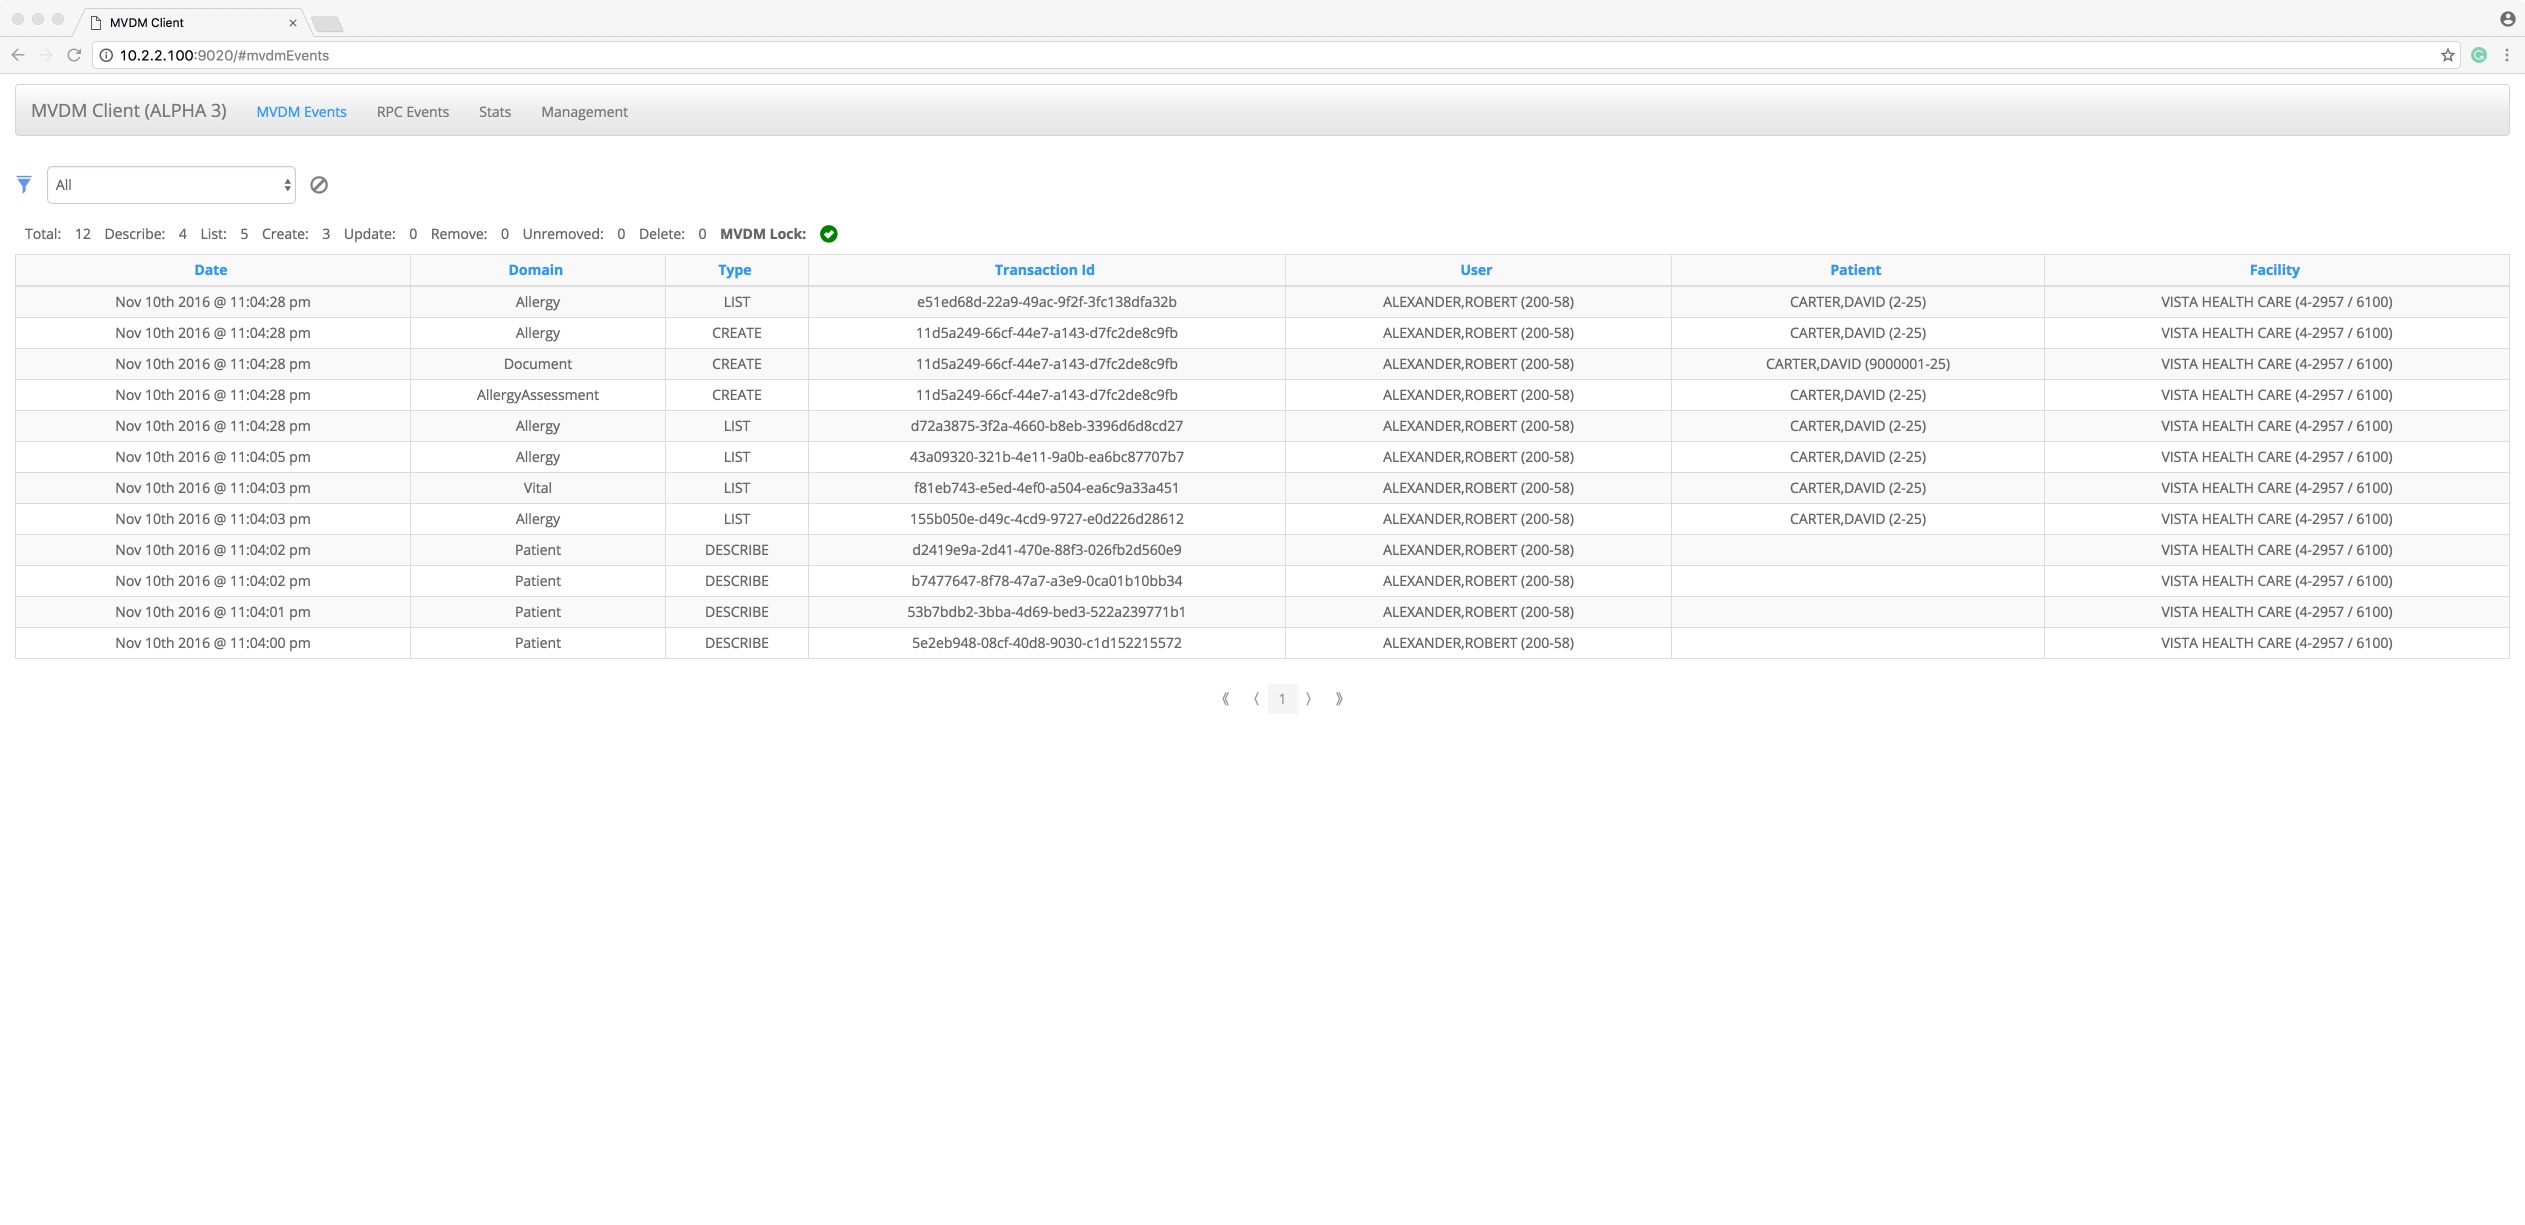 MVDM Client
10.2.2.100:9020/#mvdmEvents
MVDM Client (ALPHA 3) MVDM Events RPC Events Stats Management
All
Total: 12 Describe: 4 List: 5 Create: 3 Update: 0 Remove: 0 Unremoved: 0 Delete: 0 MVDM Lock:
Date Domain Type Transaction Id User Patient Facility
Nov 10th 2016 @ 11:04:28 pm Allergy LIST e51ed68d-22a9-49ac-9f2f-3fc138dfa32b ALEXANDER,ROBERT (200-58) CARTER,DAVID (2-25) VISTA HEALTH CARE (4-2957 / 6100)
Nov 10th 2016 @ 11:04:28 pm Allergy CREATE 11d5a249-66cf-44e7-a143-d7fc2de8c9fb ALEXANDER,ROBERT (200-58) CARTER,DAVID (2-25) VISTA HEALTH CARE (4-2957 / 6100)
Nov 10th 2016 @ 11:04:28 pm Document CREATE 11d5a249-66cf-44e7-a143-d7fc2de8c9fb ALEXANDER,ROBERT (200-58) CARTER,DAVID (9000001-25) VISTA HEALTH CARE (4-2957 / 6100)
Nov 10th 2016 @ 11:04:28 pm AllergyAssessment CREATE 11d5a249-66cf-44e7-a143-d7fc2de8c9fb ALEXANDER,ROBERT (200-58) CARTER,DAVID (2-25) VISTA HEALTH CARE (4-2957 / 6100)
Nov 10th 2016 @ 11:04:28 pm Allergy LIST d72a3875-3f2a-4660-b8eb-3396d6d8cd27 ALEXANDER,ROBERT (200-58) CARTER,DAVID (2-25) VISTA HEALTH CARE (4-2957 / 6100)
Nov 10th 2016 @ 11:04:05 pm Allergy LIST 43a09320-321b-4e11-9a0b-ea6bc87707b7 ALEXANDER,ROBERT (200-58) CARTER,DAVID (2-25) VISTA HEALTH CARE (4-2957 / 6100)
Nov 10th 2016 @ 11:04:03 pm Vital LIST f81eb743-e5ed-4ef0-a504-ea6c9a33a451 ALEXANDER,ROBERT (200-58) CARTER,DAVID (2-25) VISTA HEALTH CARE (4-2957 / 6100)
Nov 10th 2016 @ 11:04:03 pm Allergy LIST 155b050e-d49c-4cd9-9727-e0d226d28612 ALEXANDER,ROBERT (200-58) CARTER,DAVID (2-25) VISTA HEALTH CARE (4-2957 / 6100)
Nov 10th 2016 @ 11:04:02 pm Patient DESCRIBE d2419e9a-2d41-470e-88f3-026fb2d560e9 ALEXANDER,ROBERT (200-58) VISTA HEALTH CARE (4-2957 / 6100)
Nov 10th 2016 @ 11:04:02 pm Patient DESCRIBE b7477647-8f78-47a7-a3e9-0ca01b10bb34 ALEXANDER,ROBERT (200-58) VISTA HEALTH CARE (4-2957 / 6100)
Nov 10th 2016 @ 11:04:01 pm Patient DESCRIBE 53b7bdb2-3bba-4d69-bed3-522a239771b1 ALEXANDER,ROBERT (200-58) VISTA HEALTH CARE (4-2957 / 6100)
Nov 10th 2016 @ 11:04:00 pm Patient DESCRIBE 5e2eb948-08cf-40d8-9030-c1d152215572 ALEXANDER,ROBERT (200-58) VISTA HEALTH CARE (4-2957 / 6100)
⟪ ⟨ 1 ⟩ ⟫